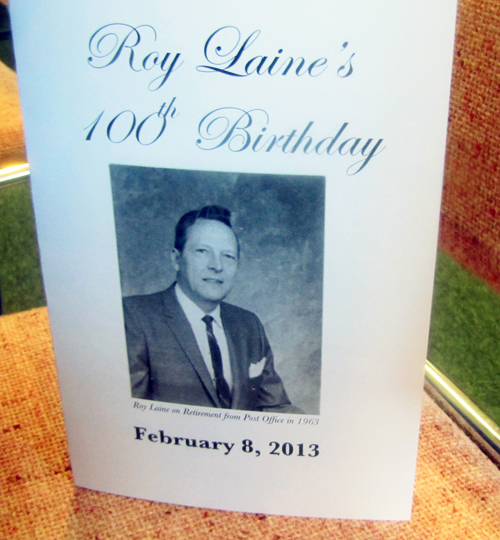 Roy Laine's
100th Birthday
Roy Laine on Retirement from Post Office in 1963
February 8, 2013